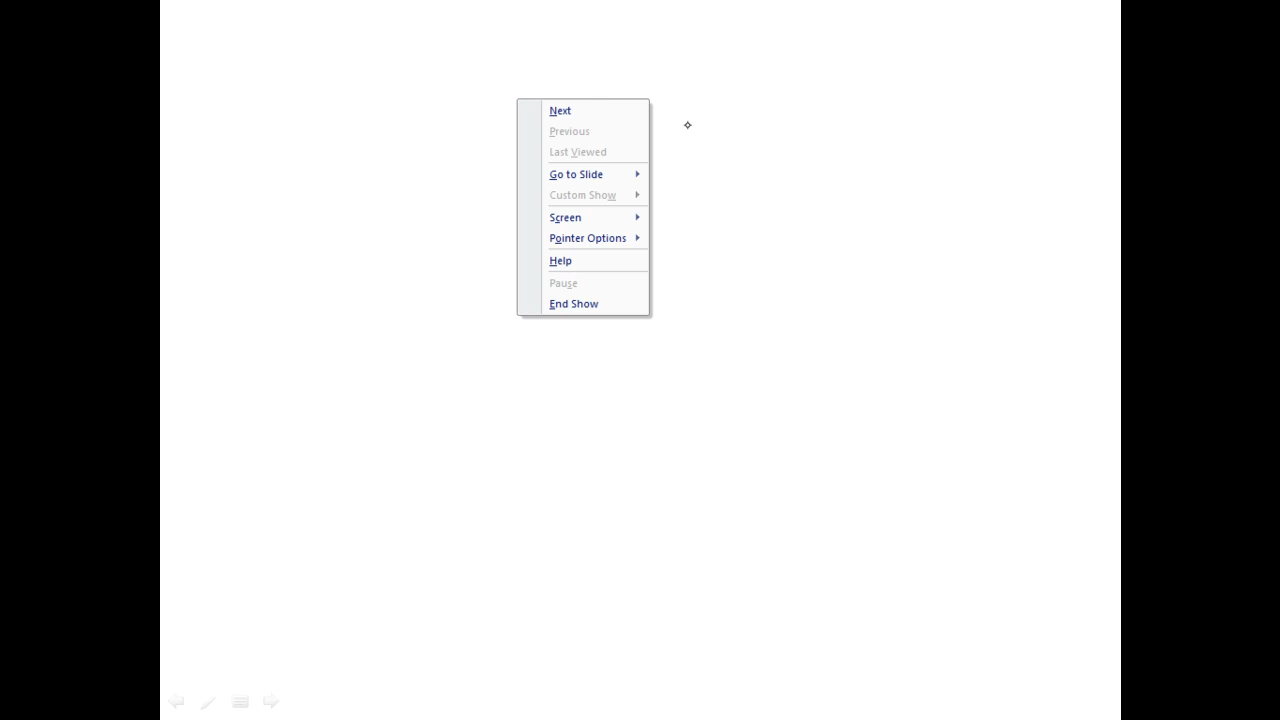 Next
Previous
Last Viewed
Go to Slide
Custom Show
Screen
Pointer Options
Help
Pause
End Show